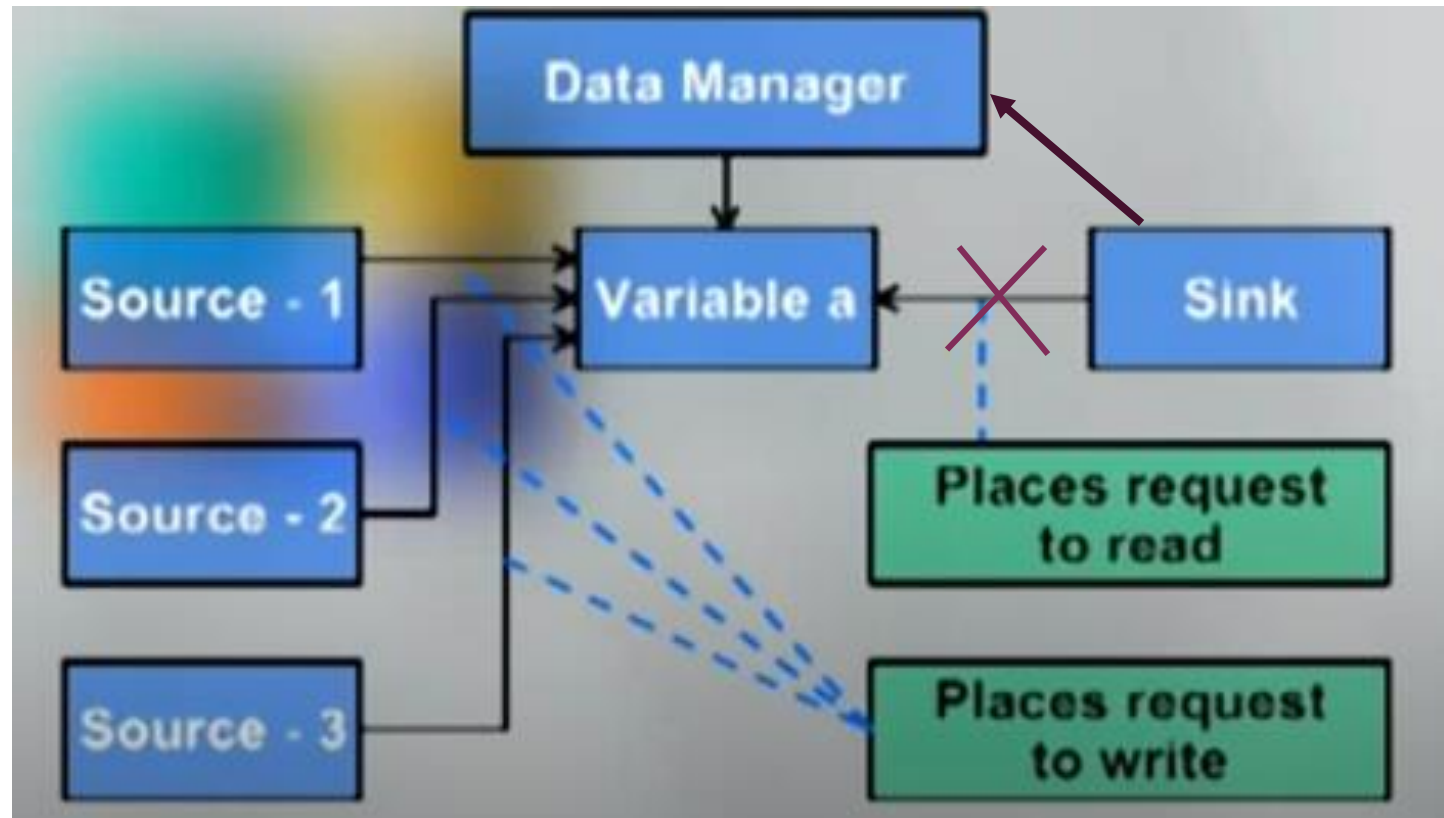 Data Manager
Source - 1
Variable a
Sink
Source - 2
Places request
to read
Source - 3
Places request
to write